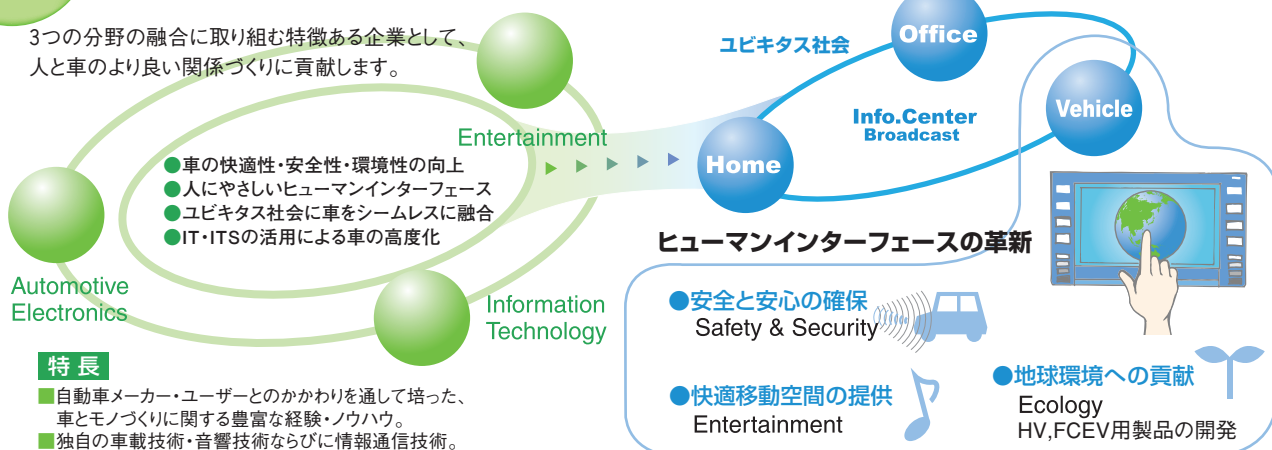 3つの分野の融合に取り組む特徴ある企業として、
人と車のより良い関係づくりに貢献します。
Entertainment
●車の快適性・安全性・環境性の向上
●人にやさしいヒューマンインターフェース
●ユビキタス社会に車をシームレスに融合
●IT・ITSの活用による車の高度化
Automotive
Electronics
Information
Technology
特長
■自動車メーカー・ユーザーとのかかわりを通して培った、
車とモノづくりに関する豊富な経験・ノウハウ。
■独自の車載技術・音響技術ならびに情報通信技術。
ユビキタス社会
Office
Vehicle
Info.Center
Broadcast
Home
ヒューマンインターフェースの革新
●安全と安心の確保
Safety & Security
●快適移動空間の提供
Entertainment
●地球環境への貢献
Ecology
HV,FCEV用製品の開発